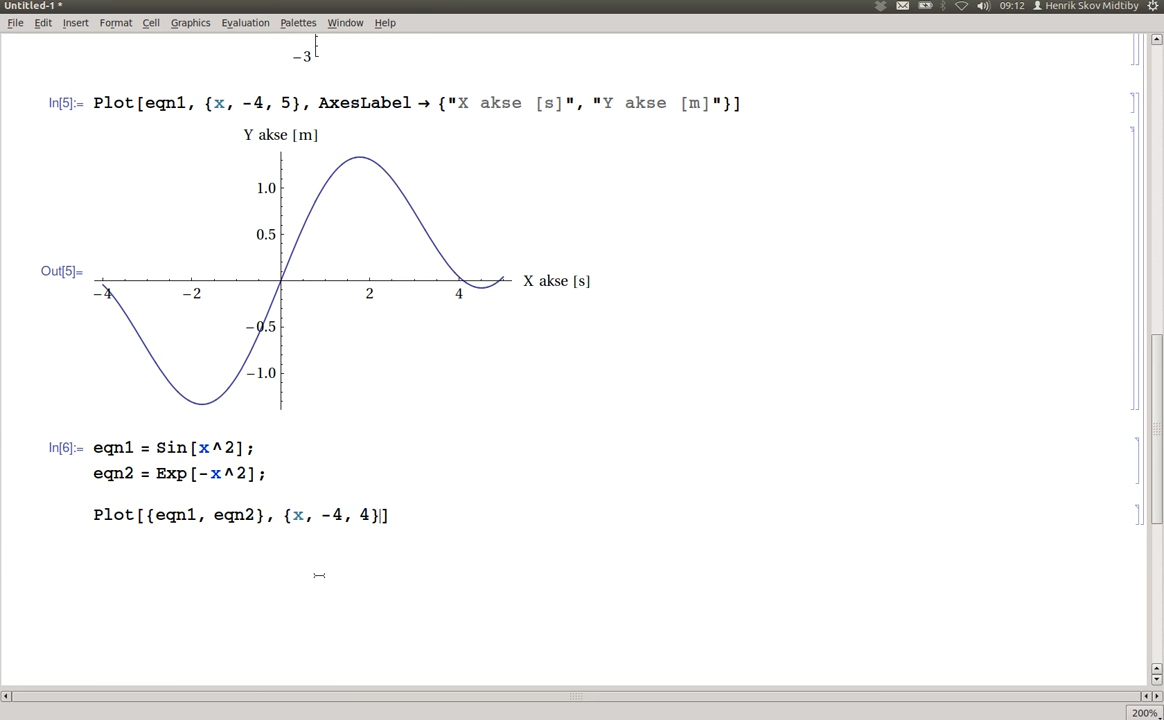 Untitled-1 * 09:12 Henrik Skov Midtiby
File Edit Insert Format Cell Graphics Evaluation Palettes Window Help
−3
In[5]:= Plot[eqn1, {x, -4, 5}, AxesLabel → {"X akse [s]", "Y akse [m]"}]
Y akse [m]
1.0
0.5
Out[5]=
X akse [s]
−4 −2 2 4
−0.5
−1.0
In[6]:= eqn1 = Sin[x^2];
eqn2 = Exp[-x^2];
Plot[{eqn1, eqn2}, {x, -4, 4}]
200%